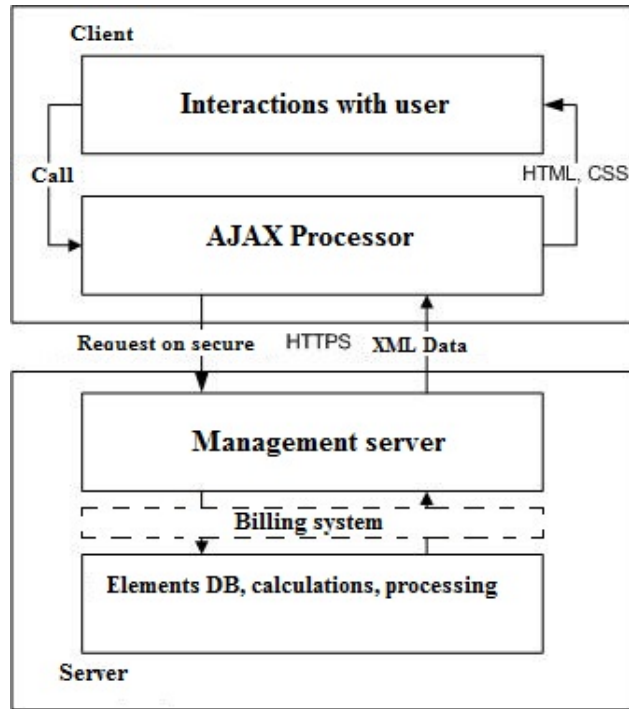 Client
Interactions with user
Call
HTML, CSS
AJAX Processor
Request on secure
HTTPS
XML Data
Management server
Billing system
Elements DB, calculations, processing
Server